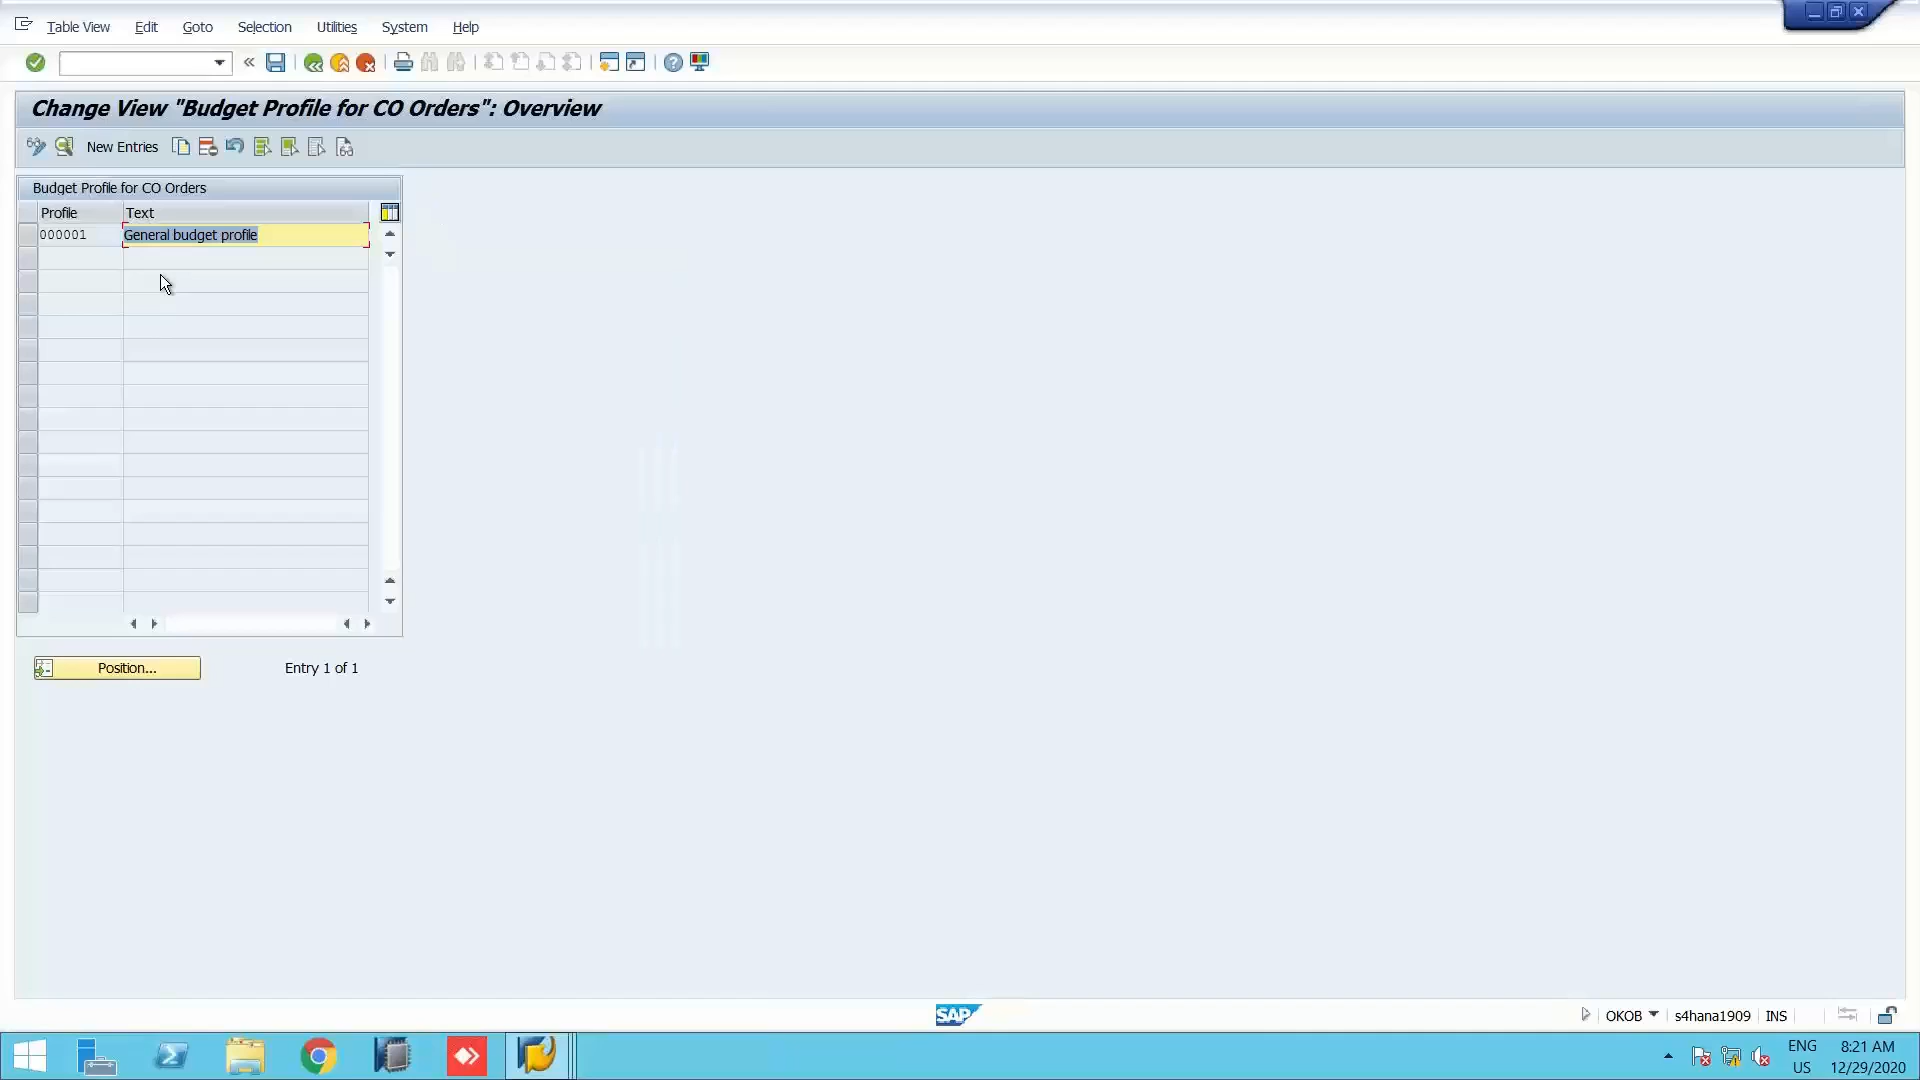 Table View Edit Goto Selection Utilities System Help
Change View "Budget Profile for CO Orders": Overview
New Entries
Budget Profile for CO Orders
Profile Text
000001 General budget profile
Position... Entry 1 of 1
SAP OKOB s4hana1909 INS
ENG 8:21 AM
US 12/29/2020